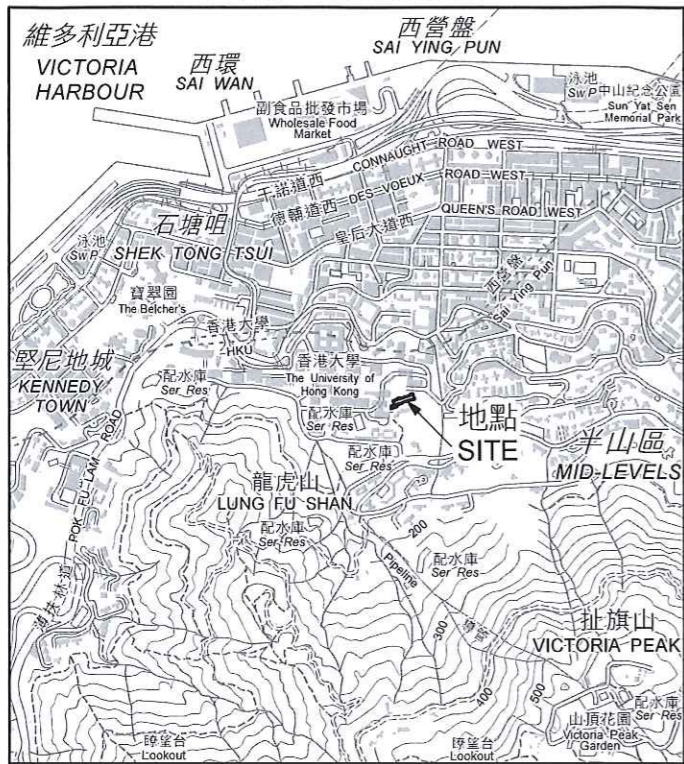 維多利亞港
VICTORIA
HARBOUR
西營盤
SAI YING PUN
西環
SAI WAN
泳池
Sw P
中山紀念公園
Sun Yat Sen
Memorial Park
副食品批發市場
Wholesale Food
Market
干諾道西
CONNAUGHT ROAD WEST
德輔道西
DES VOEUX ROAD WEST
QUEEN'S ROAD WEST
皇后大道西
石塘咀
SHEK TONG TSUI
泳池
Sw P
西營盤
Sai Ying Pun
寶翠園
The Belcher's
香港大學
HKU
堅尼地城
KENNEDY
TOWN
香港大學
The University of
Hong Kong
配水庫
Ser Res
配水庫
Ser Res
地點
SITE
配水庫
Ser Res
半山區
MID-LEVELS
龍虎山
LUNG FU SHAN
配水庫
Ser Res
200
配水庫
Ser Res
POK FU LAM ROAD
薄扶林道
Pipeline
300
400
500
扯旗山
VICTORIA PEAK
配水庫
Ser Res
山頂花園
Victoria Peak
Garden
瞭望台
Lookout
瞭望台
Lookout